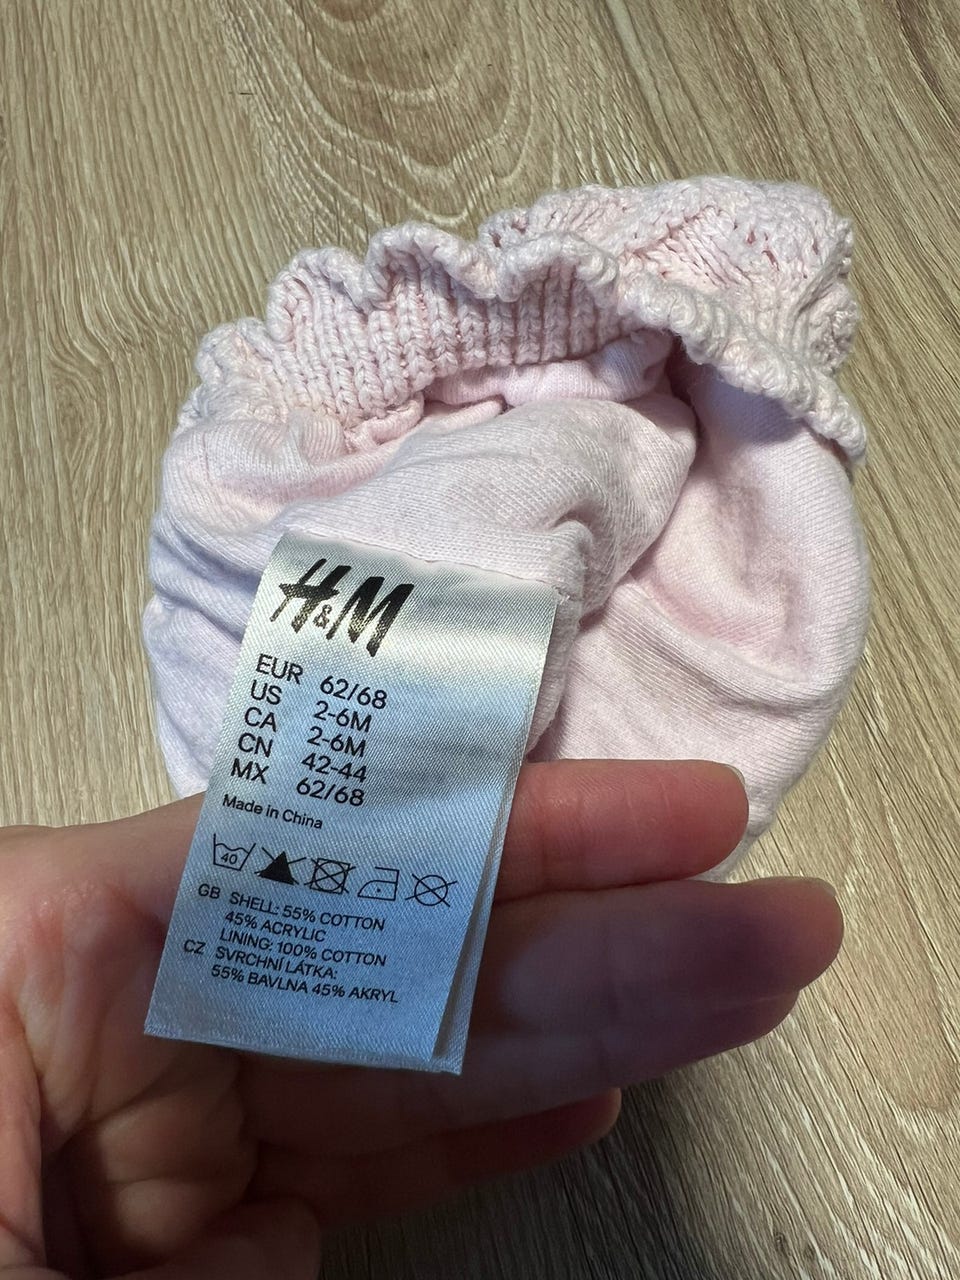 H&M
EUR 62/68
US 2-6M
CA 2-6M
CN 42-44
MX 62/68
Made in China
40
GB SHELL: 55% COTTON
45% ACRYLIC
LINING: 100% COTTON
CZ SVRCHNÍ LÁTKA:
55% BAVLNA 45% AKRYL